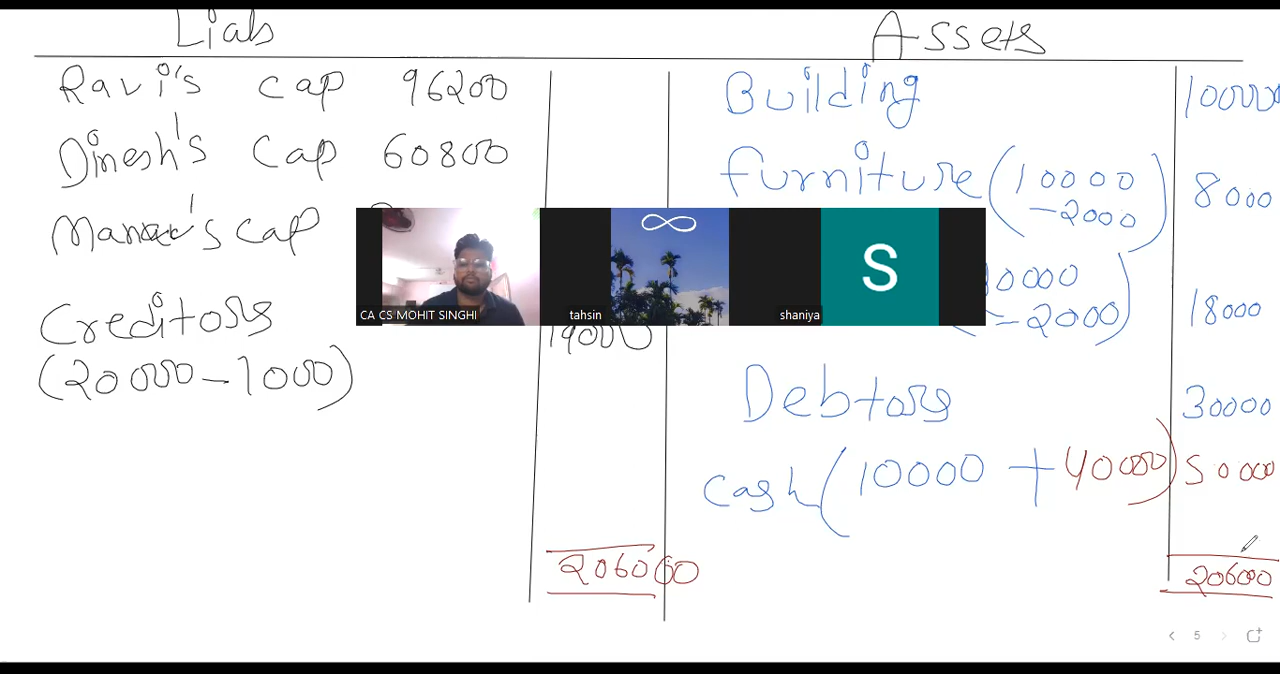 Liabs
Assets
Ravi's cap 96200
Dinesh's cap 60800
cap
Creditors 19000
(20000 - 1000)
206000
Building 100000
Furniture (10000 - 2000) 8000
0000 - 2000) 18000
Debtors 30000
Cash (10000 + 40000) 50000
206000
CA CS MOHIT SINGHI
tahsin
S
shaniya
5